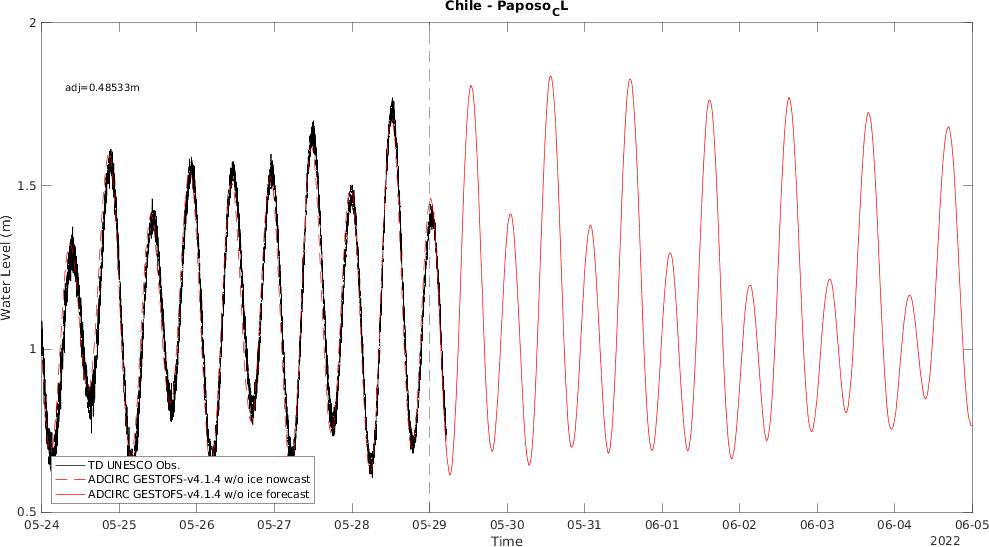 Chile - Paposo_CL
adj=0.48533m
Water Level (m)
2
1.5
1
0.5
TD UNESCO Obs.
ADCIRC GESTOFS-v4.1.4 w/o ice nowcast
ADCIRC GESTOFS-v4.1.4 w/o ice forecast
05-24 05-25 05-26 05-27 05-28 05-29 05-30 05-31 06-01 06-02 06-03 06-04 06-05
Time
2022